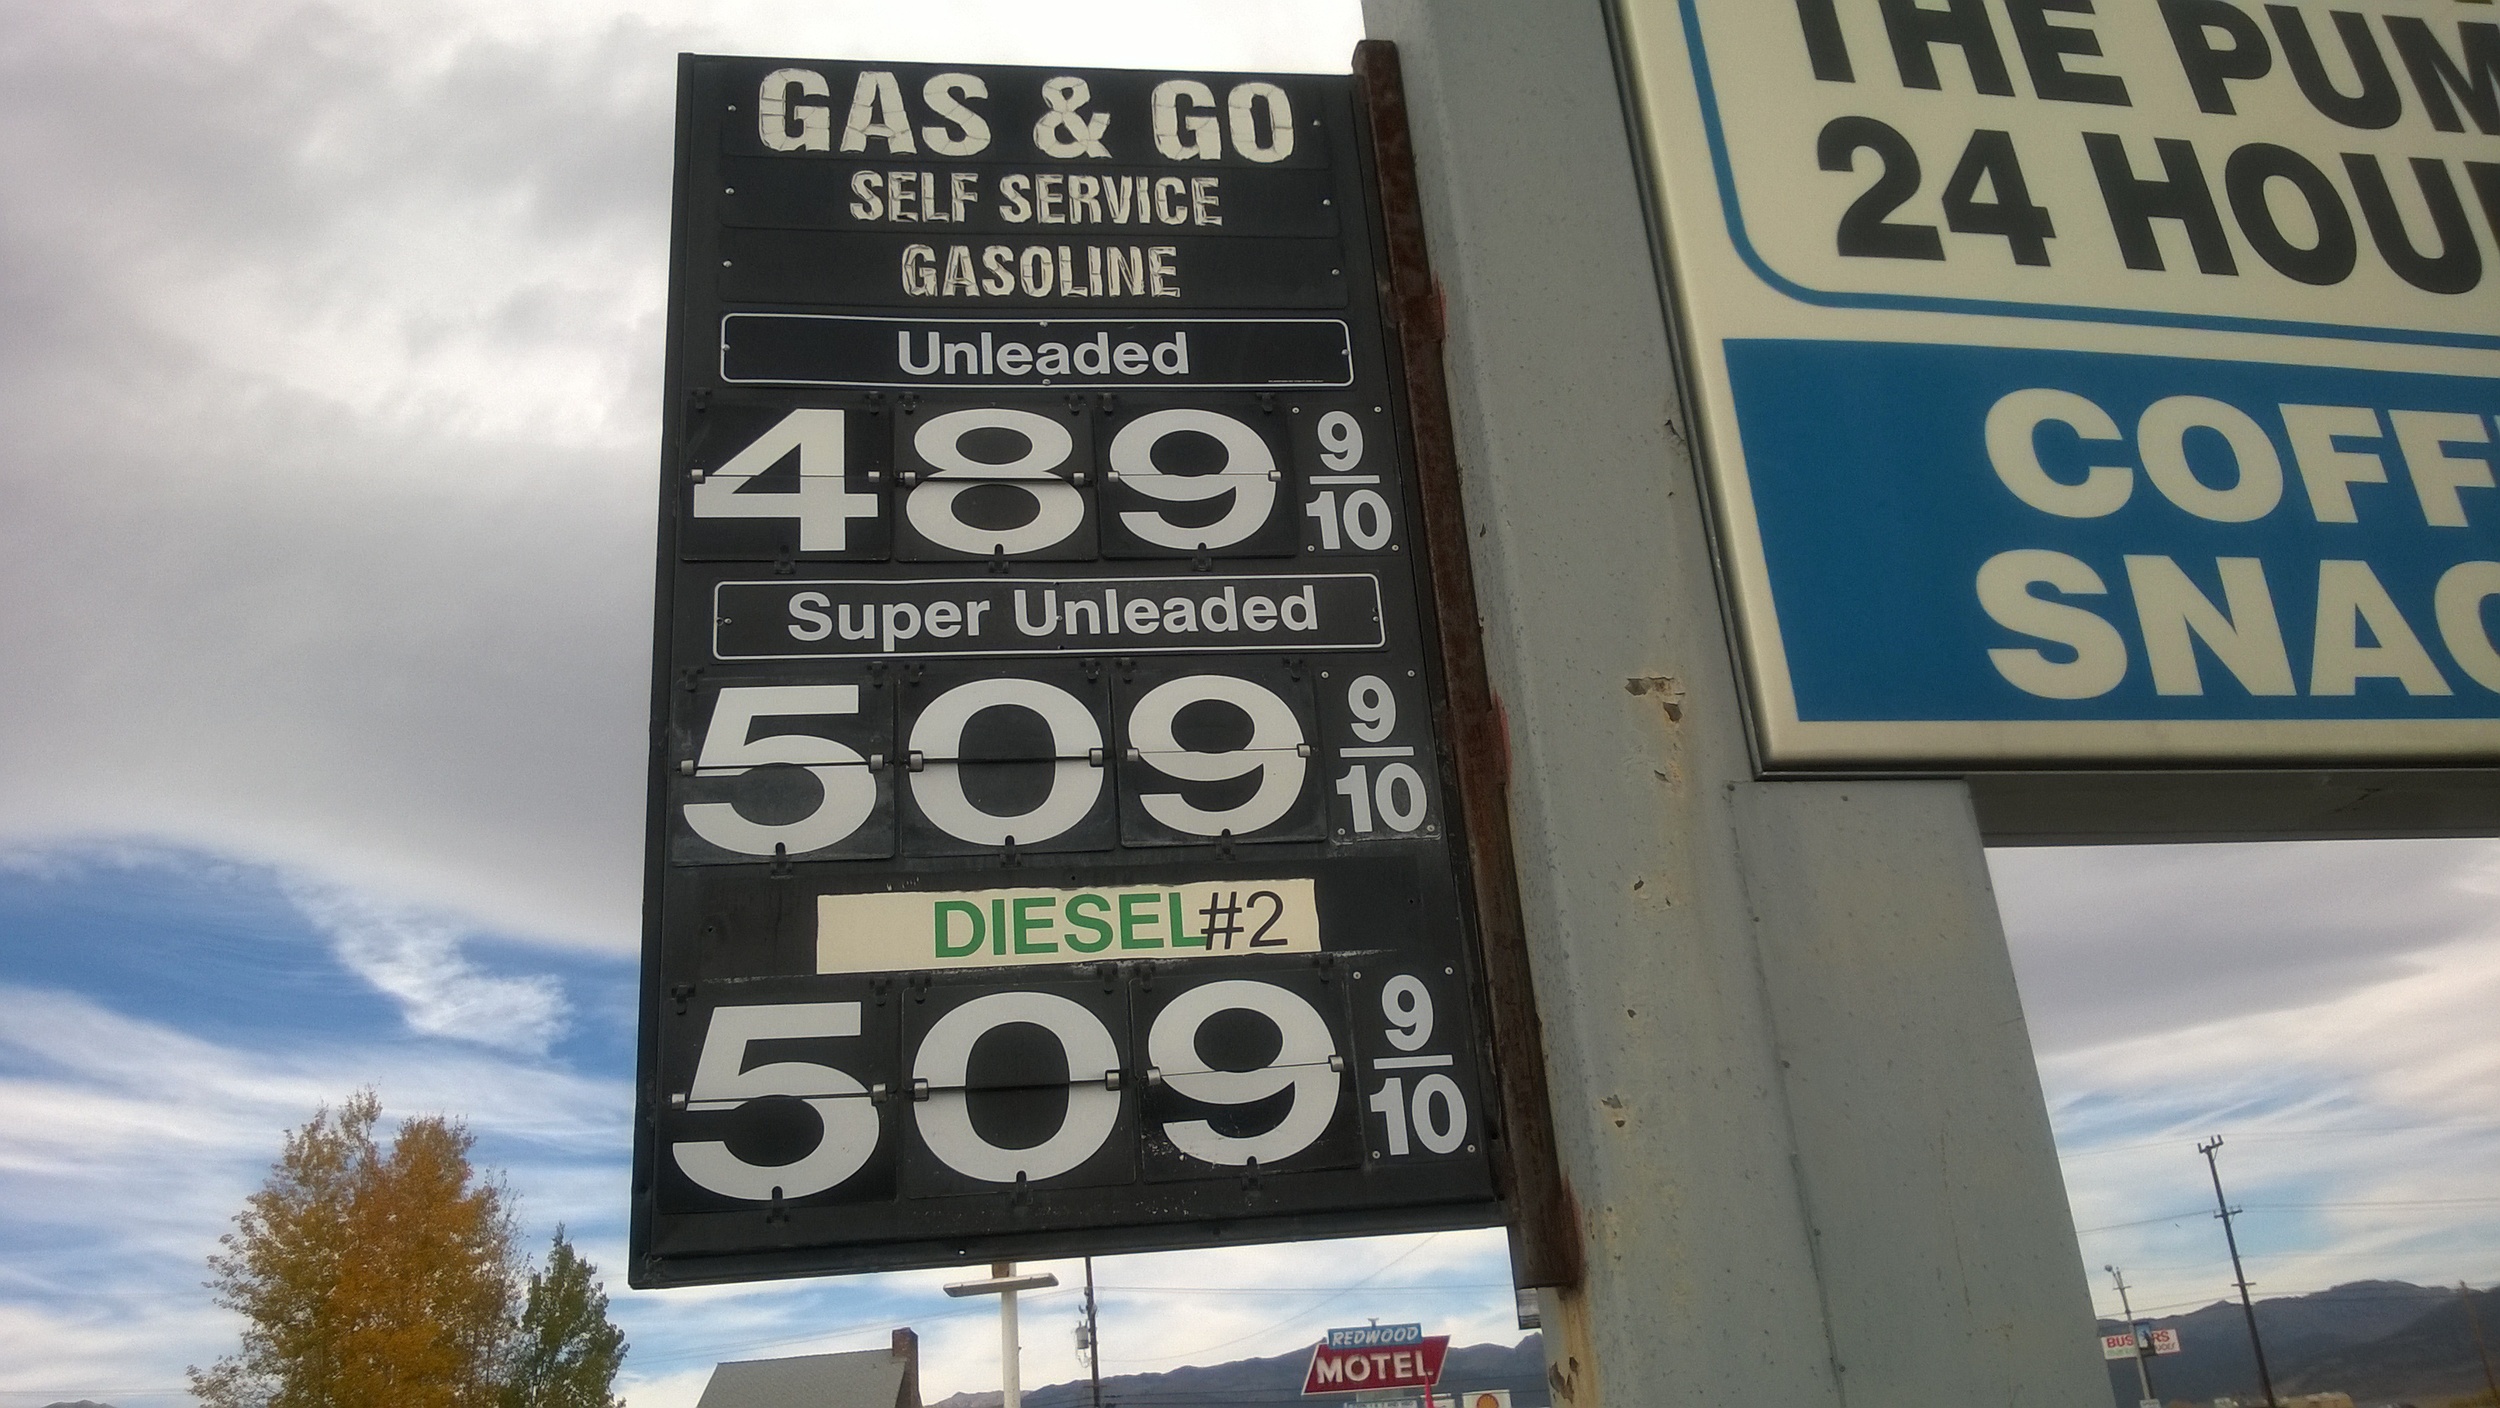 GAS & GO
SELF SERVICE
GASOLINE
Unleaded
489 9/10
Super Unleaded
509 9/10
DIESEL#2
509 9/10
THE PUM
24 HOU
COFF
SNAC
REDWOOD
MOTEL